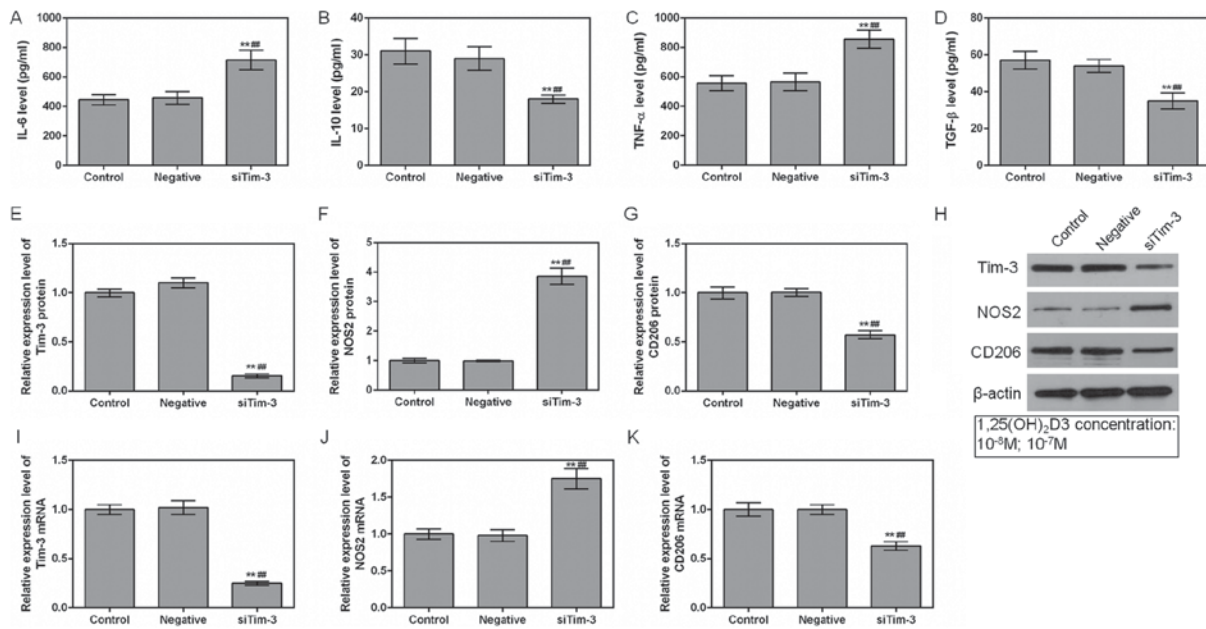 A
IL-6 level (pg/ml)
1000
800
600
400
200
0
**##
Control Negative siTim-3
B
IL-10 level (pg/ml)
40
30
20
10
0
**##
Control Negative siTim-3
C
TNF-α level (pg/ml)
1000
800
600
400
200
0
**##
Control Negative siTim-3
D
TGF-β level (pg/ml)
80
60
40
20
0
**##
Control Negative siTim-3
E
Relative expression level of
Tim-3 protein
1.5
1.0
0.5
0.0
**##
Control Negative siTim-3
F
Relative expression level of
NOS2 protein
5
4
3
2
1
0
**##
Control Negative siTim-3
G
Relative expression level of
CD206 protein
1.5
1.0
0.5
0.0
**##
Control Negative siTim-3
H
Control Negative siTim-3
Tim-3
NOS2
CD206
β-actin
1,25(OH)₂D3 concentration:
10⁻⁸M; 10⁻⁷M
I
Relative expression level of
Tim-3 mRNA
1.5
1.0
0.5
0.0
**##
Control Negative siTim-3
J
Relative expression level of
NOS2 mRNA
2.0
1.5
1.0
0.5
0.0
**##
Control Negative siTim-3
K
Relative expression level of
CD206 mRNA
1.5
1.0
0.5
0.0
**##
Control Negative siTim-3